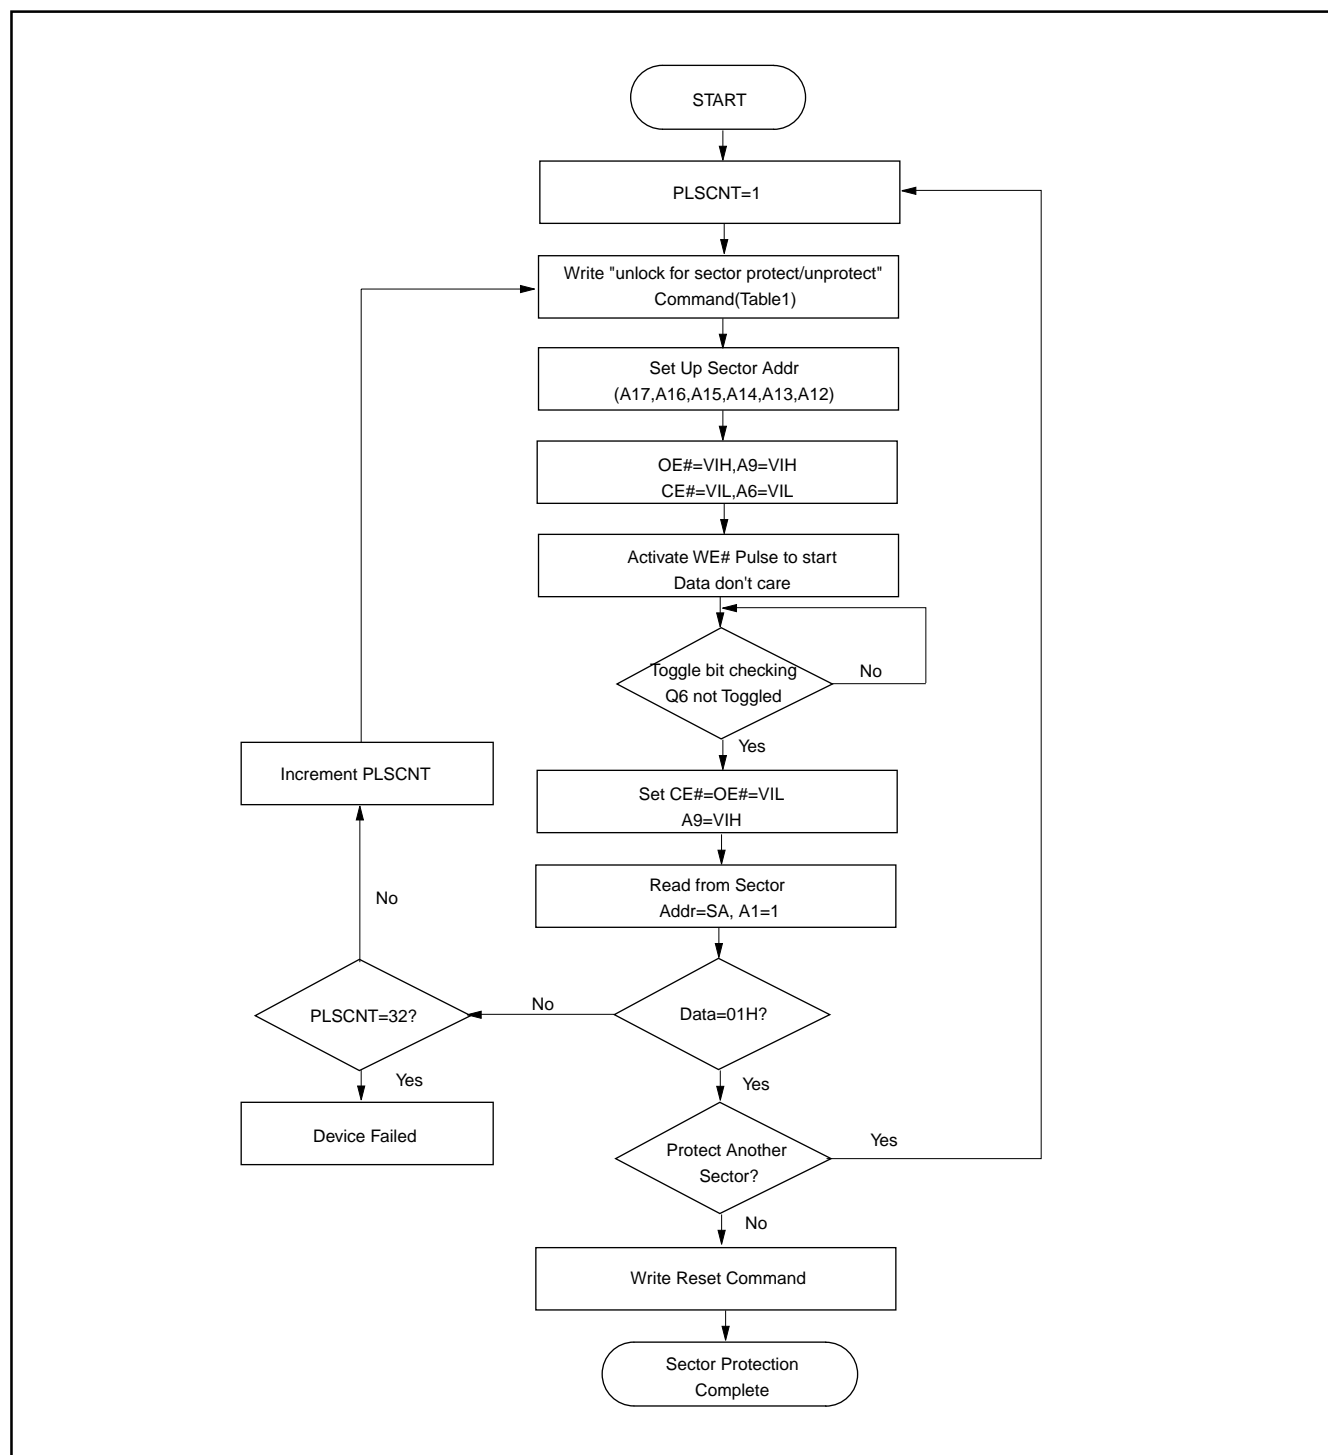 START
PLSCNT=1
Write "unlock for sector protect/unprotect"
Command(Table1)
Set Up Sector Addr
(A17,A16,A15,A14,A13,A12)
OE#=VIH,A9=VIH
CE#=VIL,A6=VIL
Activate WE# Pulse to start
Data don't care
Toggle bit checking
Q6 not Toggled
No
Yes
Increment PLSCNT
Set CE#=OE#=VIL
A9=VIH
Read from Sector
Addr=SA, A1=1
No
PLSCNT=32?
No
Data=01H?
Yes
Yes
Device Failed
Protect Another
Sector?
Yes
No
Write Reset Command
Sector Protection
Complete